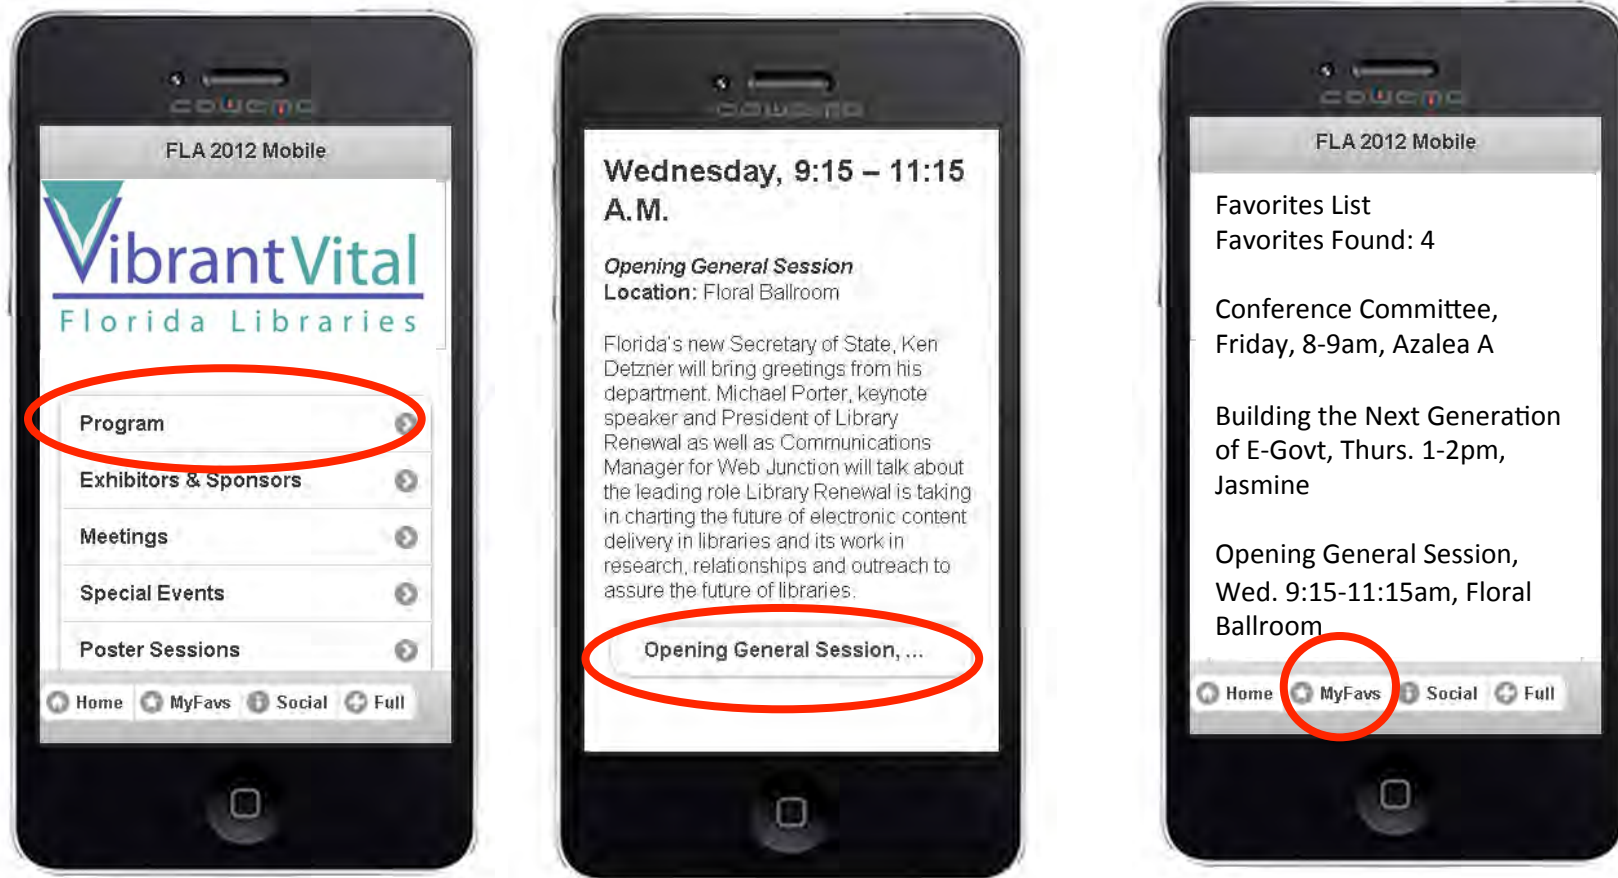 cowemo
FLA 2012 Mobile
VibrantVital
Florida Libraries
Program
Exhibitors & Sponsors
Meetings
Special Events
Poster Sessions
Home MyFavs Social Full
cowemo
Wednesday, 9:15 – 11:15
A.M.
Opening General Session
Location: Floral Ballroom
Florida's new Secretary of State, Ken
Detzner will bring greetings from his
department. Michael Porter, keynote
speaker and President of Library
Renewal as well as Communications
Manager for Web Junction will talk about
the leading role Library Renewal is taking
in charting the future of electronic content
delivery in libraries and its work in
research, relationships and outreach to
assure the future of libraries.
Opening General Session, ...
cowemo
FLA 2012 Mobile
Favorites List
Favorites Found: 4
Conference Committee,
Friday, 8-9am, Azalea A
Building the Next Generation
of E-Govt, Thurs. 1-2pm,
Jasmine
Opening General Session,
Wed. 9:15-11:15am, Floral
Ballroom
Home MyFavs Social Full